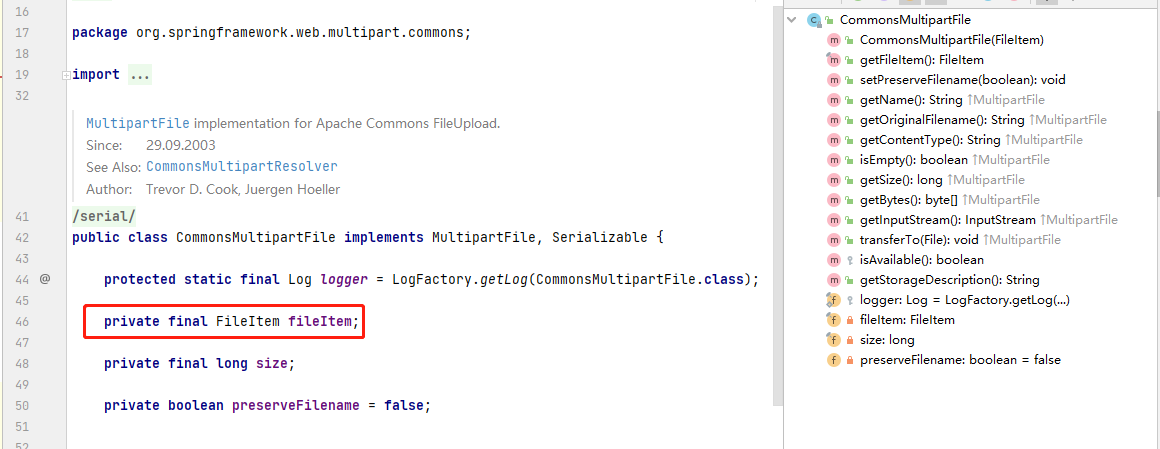 16
17 package org.springframework.web.multipart.commons;
18
19 import ...
32
MultipartFile implementation for Apache Commons FileUpload.
Since: 29.09.2003
See Also: CommonsMultipartResolver
Author: Trevor D. Cook, Juergen Hoeller
41 /serial/
42 public class CommonsMultipartFile implements MultipartFile, Serializable {
43
44 @ protected static final Log logger = LogFactory.getLog(CommonsMultipartFile.class);
45
46 private final FileItem fileItem;
47
48 private final long size;
49
50 private boolean preserveFilename = false;
51
52
CommonsMultipartFile
CommonsMultipartFile(FileItem)
getFileItem(): FileItem
setPreserveFilename(boolean): void
getName(): String ↑MultipartFile
getOriginalFilename(): String ↑MultipartFile
getContentType(): String ↑MultipartFile
isEmpty(): boolean ↑MultipartFile
getSize(): long ↑MultipartFile
getBytes(): byte[] ↑MultipartFile
getInputStream(): InputStream ↑MultipartFile
transferTo(File): void ↑MultipartFile
isAvailable(): boolean
getStorageDescription(): String
logger: Log = LogFactory.getLog(...)
fileItem: FileItem
size: long
preserveFilename: boolean = false